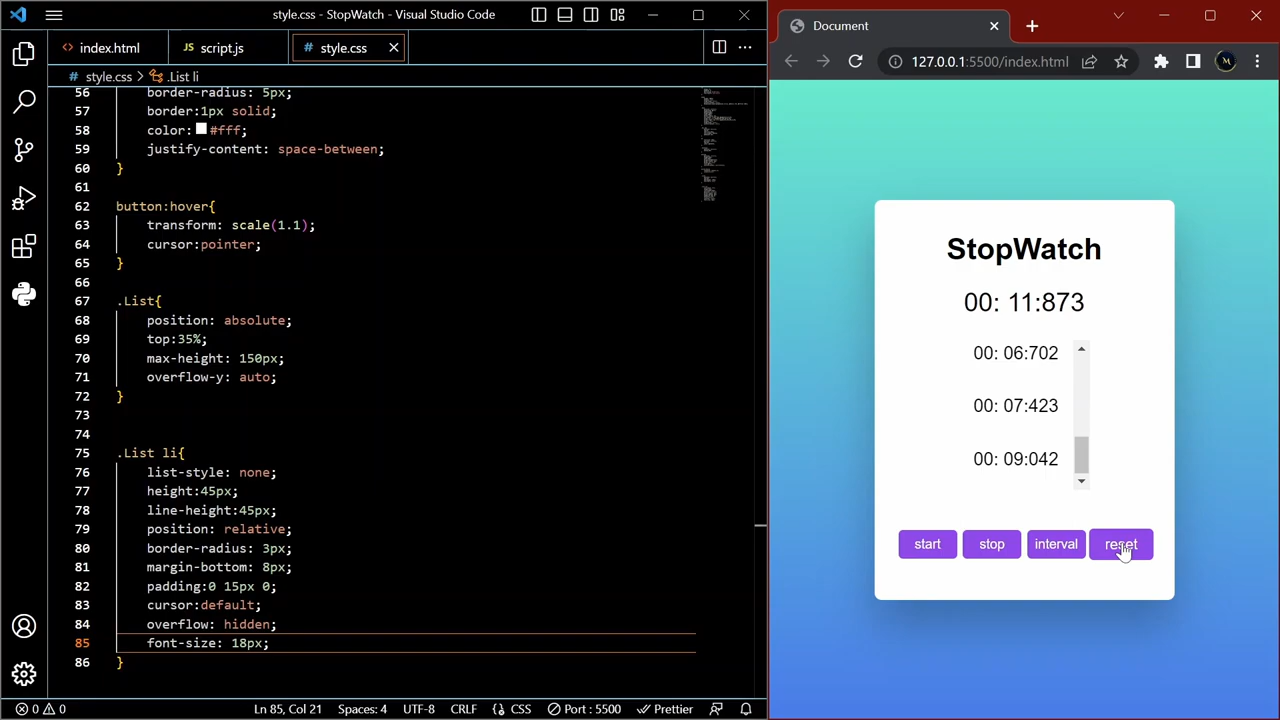 style.css - StopWatch - Visual Studio Code
<> index.html
JS script.js
# style.css
# style.css > .List li
56 border-radius: 5px;
57 border:1px solid;
58 color: #fff;
59 justify-content: space-between;
60 }
61
62 button:hover{
63 transform: scale(1.1);
64 cursor:pointer;
65 }
66
67 .List{
68 position: absolute;
69 top:35%;
70 max-height: 150px;
71 overflow-y: auto;
72 }
73
74
75 .List li{
76 list-style: none;
77 height:45px;
78 line-height:45px;
79 position: relative;
80 border-radius: 3px;
81 margin-bottom: 8px;
82 padding:0 15px 0;
83 cursor:default;
84 overflow: hidden;
85 font-size: 18px;
86 }
0 0 Ln 85, Col 21 Spaces: 4 UTF-8 CRLF {} CSS Port : 5500 Prettier
Document
127.0.0.1:5500/index.html
M
StopWatch
00: 11:873
00: 06:702
00: 07:423
00: 09:042
start stop interval reset